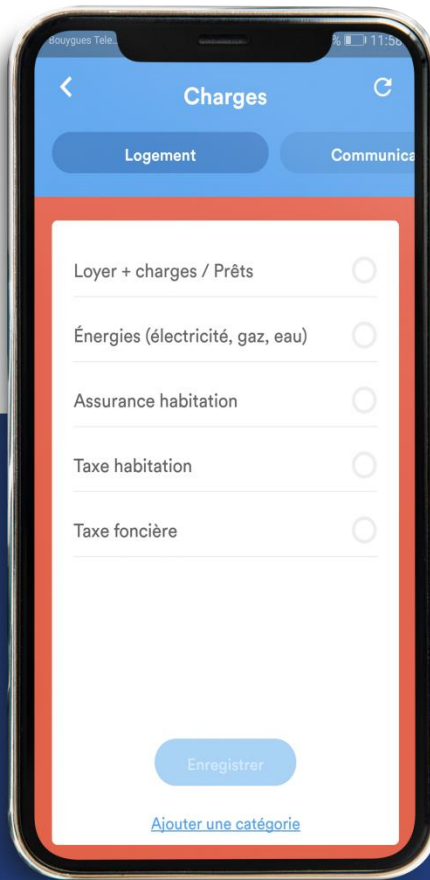 Bouygues Tele...
% 11:58
Charges
Logement
Communica
Loyer + charges / Prêts
Énergies (électricité, gaz, eau)
Assurance habitation
Taxe habitation
Taxe foncière
Enregistrer
Ajouter une catégorie